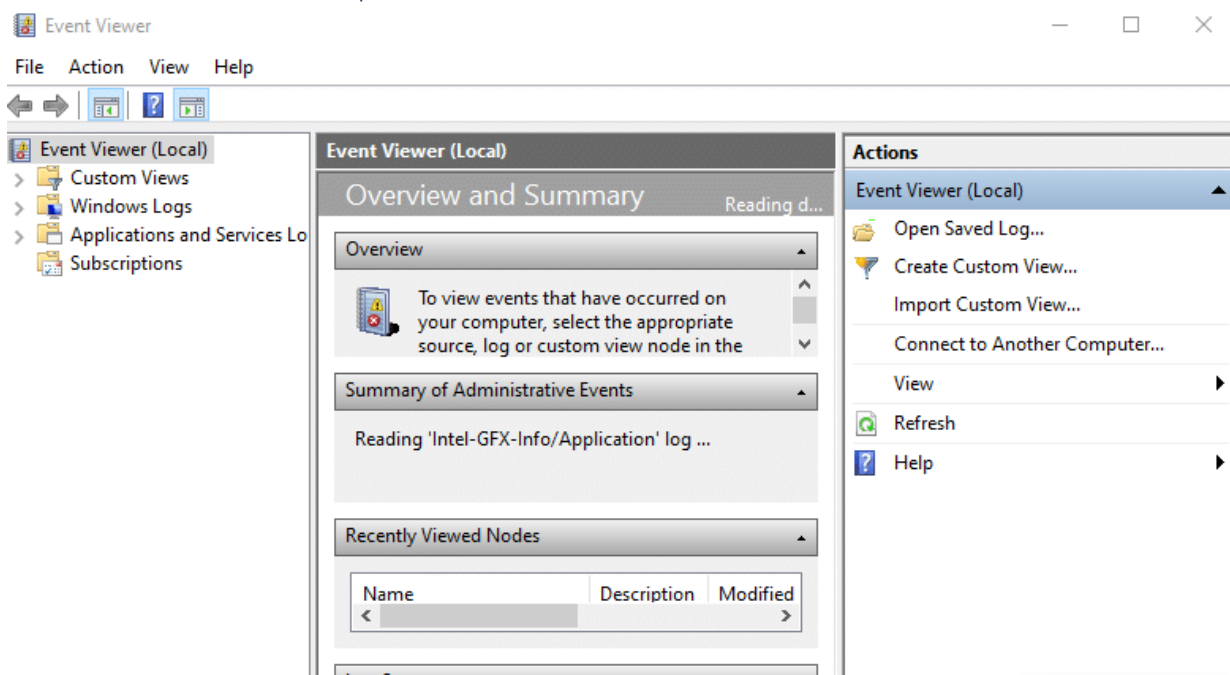 Event Viewer
File Action View Help
Event Viewer (Local)
Custom Views
Windows Logs
Applications and Services Lo
Subscriptions
Event Viewer (Local)
Overview and Summary
Reading d...
Overview
To view events that have occurred on
your computer, select the appropriate
source, log or custom view node in the
Summary of Administrative Events
Reading 'Intel-GFX-Info/Application' log ...
Recently Viewed Nodes
Name Description Modified
Actions
Event Viewer (Local)
Open Saved Log...
Create Custom View...
Import Custom View...
Connect to Another Computer...
View
Refresh
Help